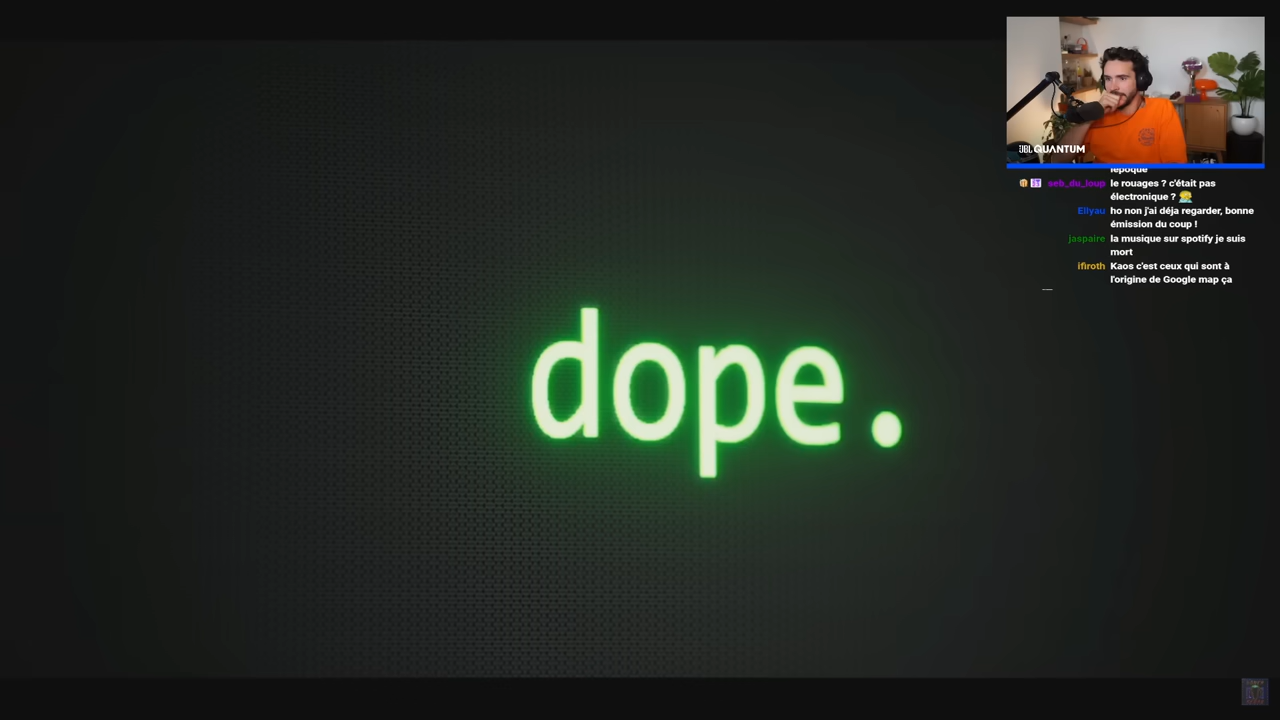 dope.
JBL QUANTUM
l'époque
seb_du_loup le rouages ? c'était pas
électronique ?
Ellyau ho non j'ai déja regarder, bonne
émission du coup !
jaspaire la musique sur spotify je suis
mort
ifiroth Kaos c'est ceux qui sont à
l'origine de Google map ça